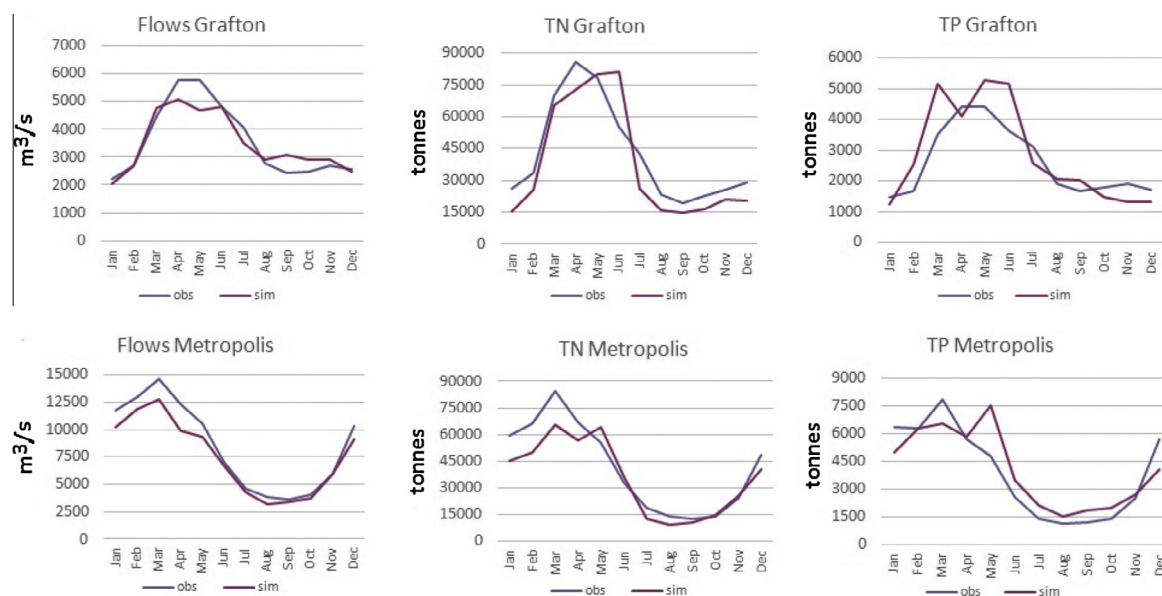 Flows Grafton
m³/s
7000
6000
5000
4000
3000
2000
1000
0
Jan Feb Mar Apr May Jun Jul Aug Sep Oct Nov Dec
obs sim
TN Grafton
tonnes
90000
75000
60000
45000
30000
15000
0
Jan Feb Mar Apr May Jun Jul Aug Sep Oct Nov Dec
obs sim
TP Grafton
tonnes
6000
5000
4000
3000
2000
1000
0
Jan Feb Mar Apr May Jun Jul Aug Sep Oct Nov Dec
obs sim
Flows Metropolis
m³/s
15000
12500
10000
7500
5000
2500
0
Jan Feb Mar Apr May Jun Jul Aug Sep Oct Nov Dec
obs sim
TN Metropolis
tonnes
90000
75000
60000
45000
30000
15000
0
Jan Feb Mar Apr May Jun Jul Aug Sep Oct Nov Dec
obs sim
TP Metropolis
tonnes
9000
7500
6000
4500
3000
1500
0
Jan Feb Mar Apr May Jun Jul Aug Sep Oct Nov Dec
obs sim